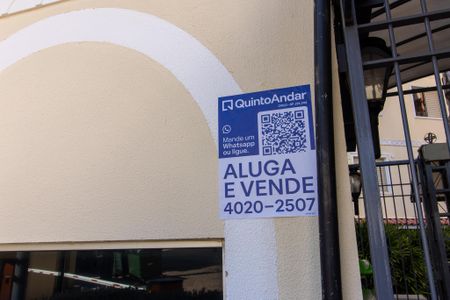 QuintoAndar
Mande um
Whatsapp
ou ligue.
ALUGA
E VENDE
4020-2507